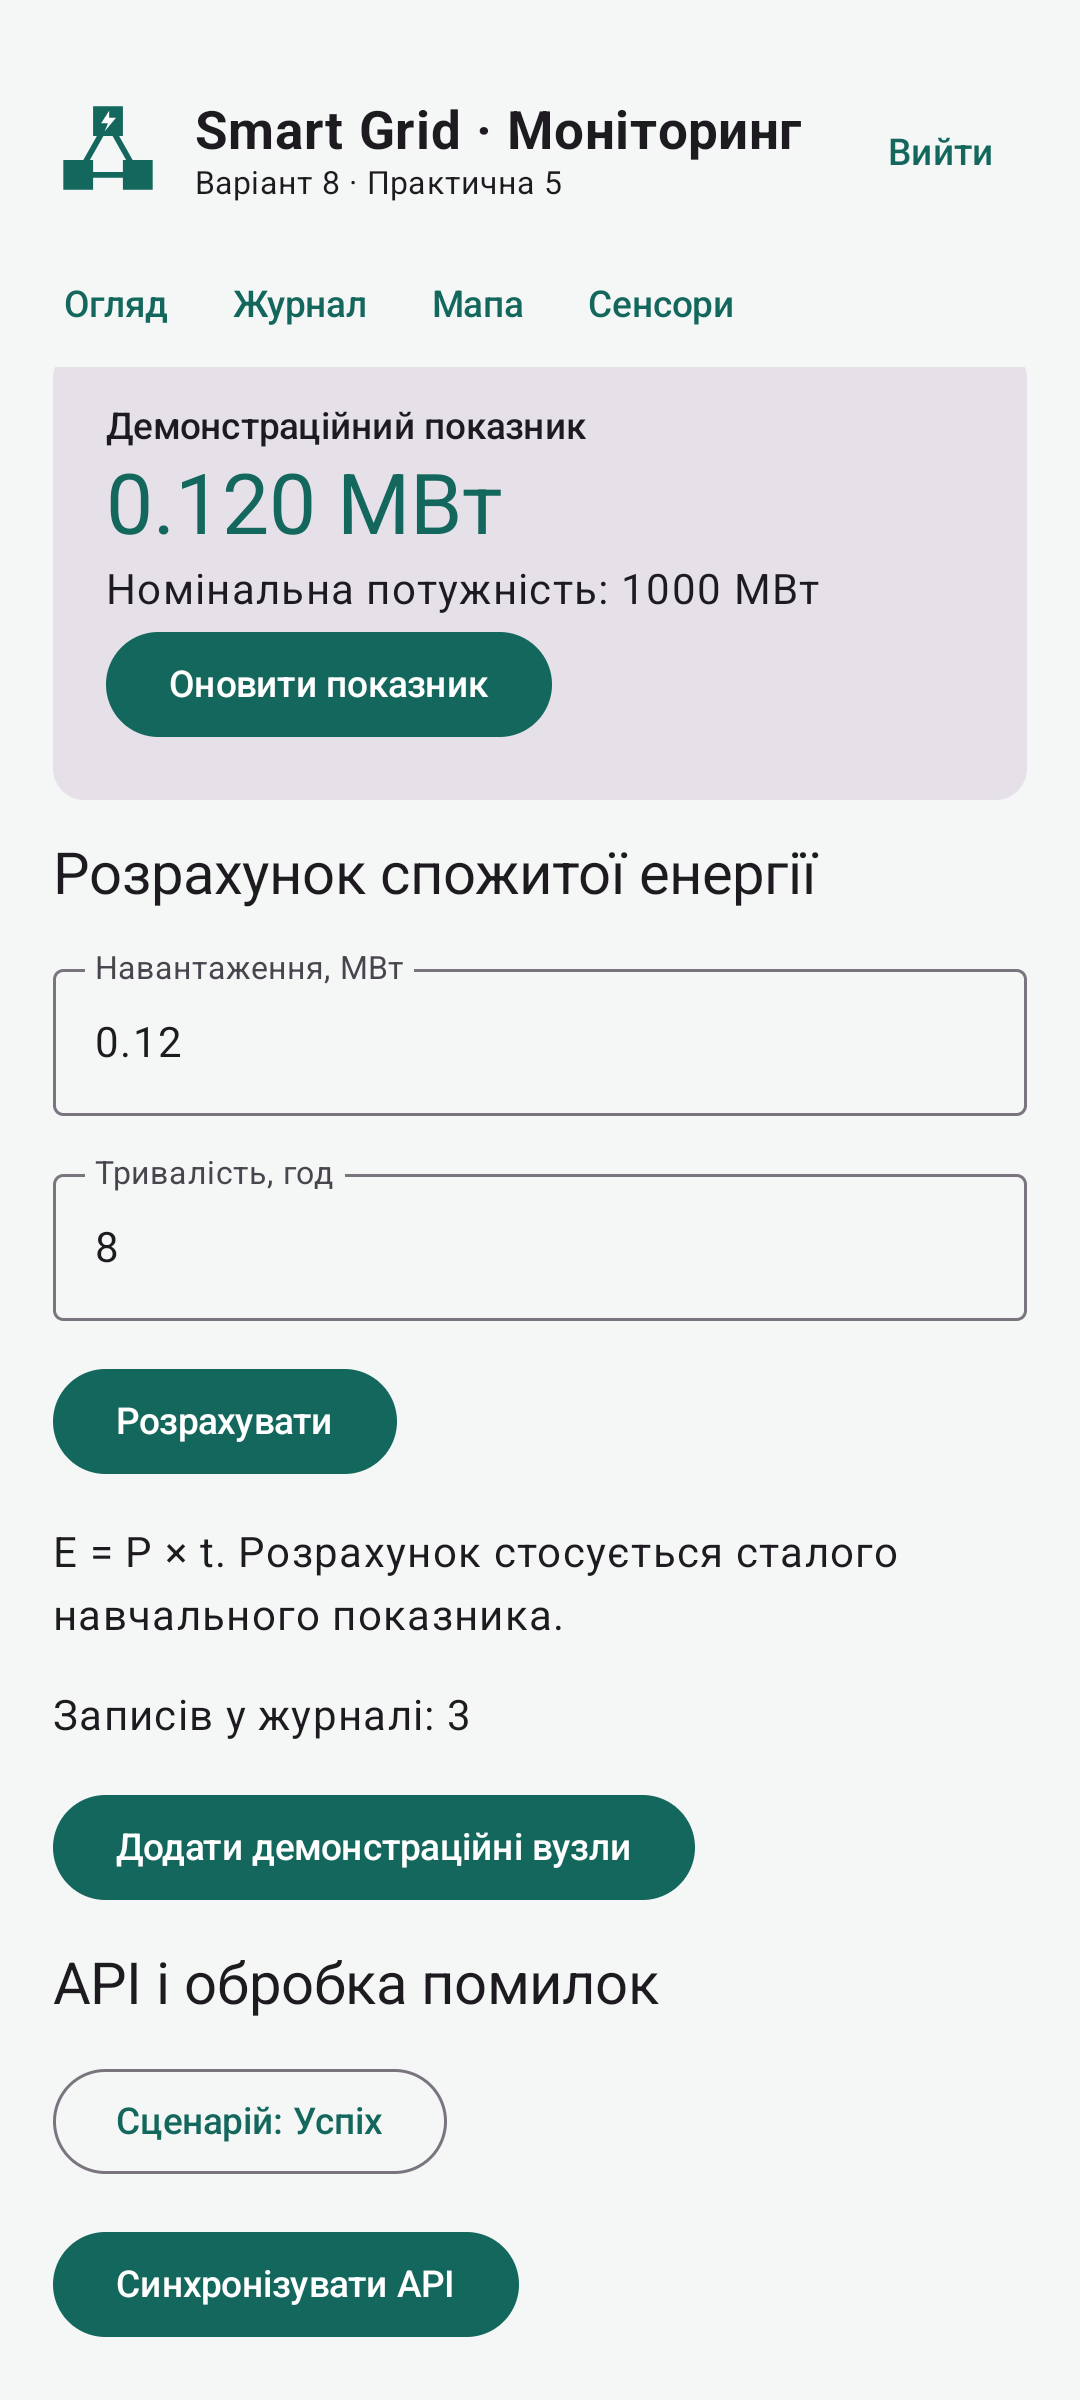 Smart Grid · Моніторинг
Варіант 8 · Практична 5
Вийти
Огляд
Журнал
Мапа
Сенсори
Демонстраційний показник
0.120 МВт
Номінальна потужність: 1000 МВт
Оновити показник
Розрахунок спожитої енергії
Навантаження, МВт
0.12
Тривалість, год
8
Розрахувати
E = P × t. Розрахунок стосується сталого
навчального показника.
Записів у журналі: 3
Додати демонстраційні вузли
API і обробка помилок
Сценарій: Успіх
Синхронізувати API